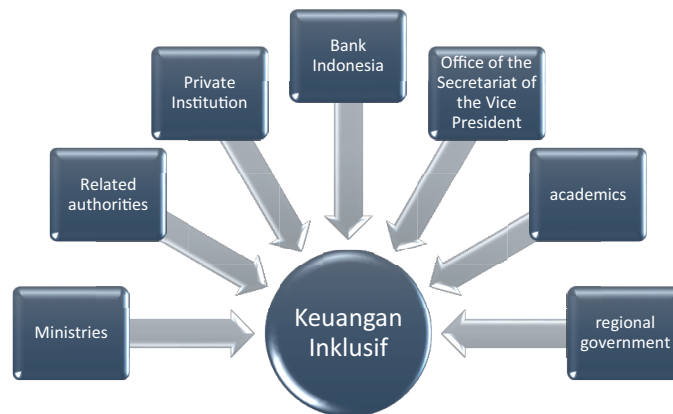 Bank
Indonesia
Office of the
Secretariat of
the Vice
President
Private
Institution
Related
authorities
academics
Ministries
Keuangan
Inklusif
regional
government